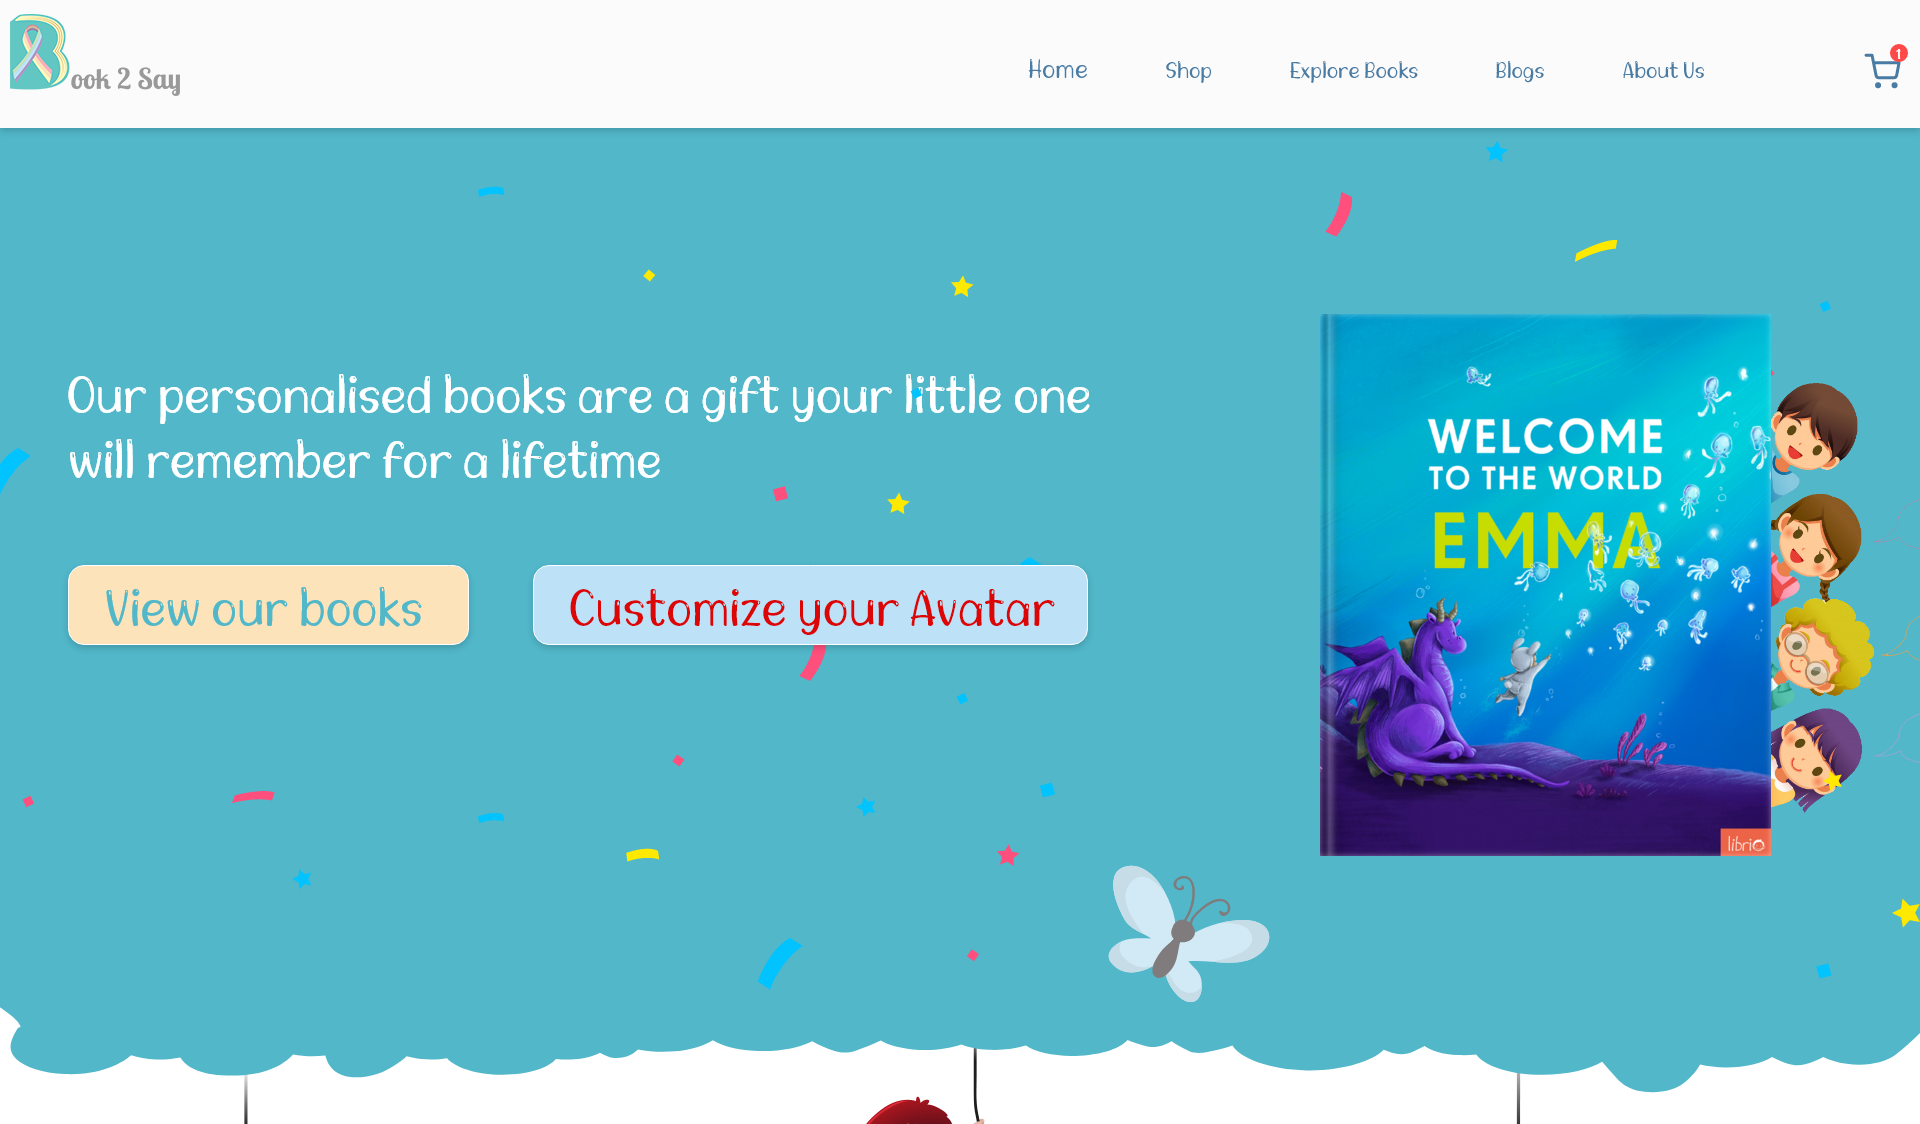 Book 2 Say
Home
Shop
Explore Books
Blogs
About Us
1
Our personalised books are a gift your little one
will remember for a lifetime
View our books
Customize your Avatar
WELCOME
TO THE WORLD
EMMA
librio